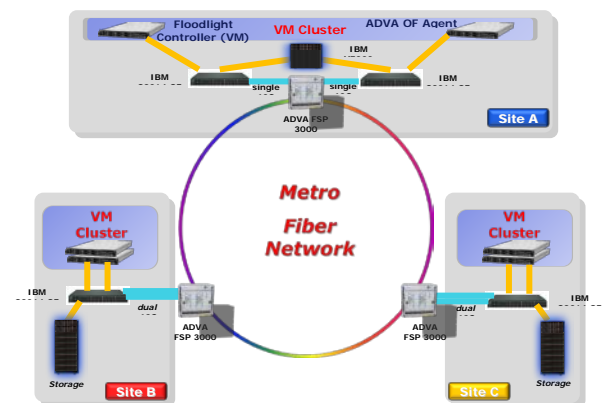 Floodlight
Controller (VM)
VM Cluster
ADVA OF Agent
IBM
IBM
IBM
single
single
ADVA FSP
3000
Site A
Metro
Fiber
Network
VM
Cluster
IBM
dual
ADVA
FSP 3000
Storage
Site B
VM
Cluster
IBM
dual
ADVA
FSP 3000
Storage
Site C